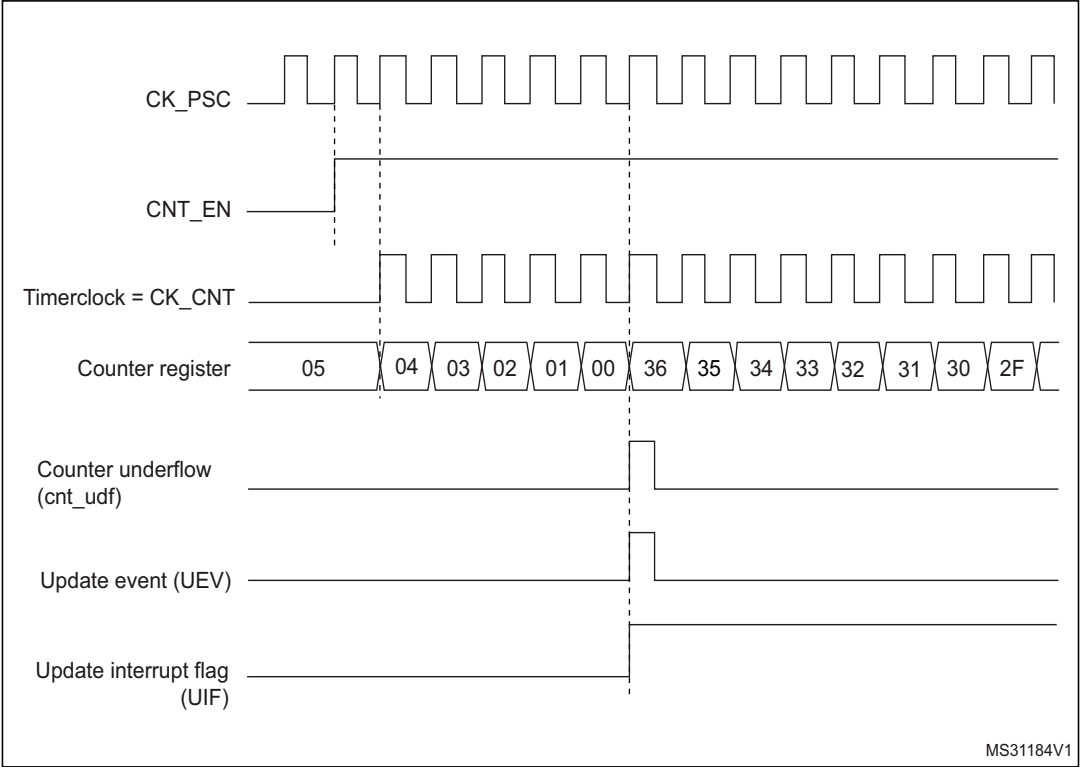 CK_PSC
CNT_EN
Timerclock = CK_CNT
Counter register 05 04 03 02 01 00 36 35 34 33 32 31 30 2F
Counter underflow
(cnt_udf)
Update event (UEV)
Update interrupt flag
(UIF)
MS31184V1